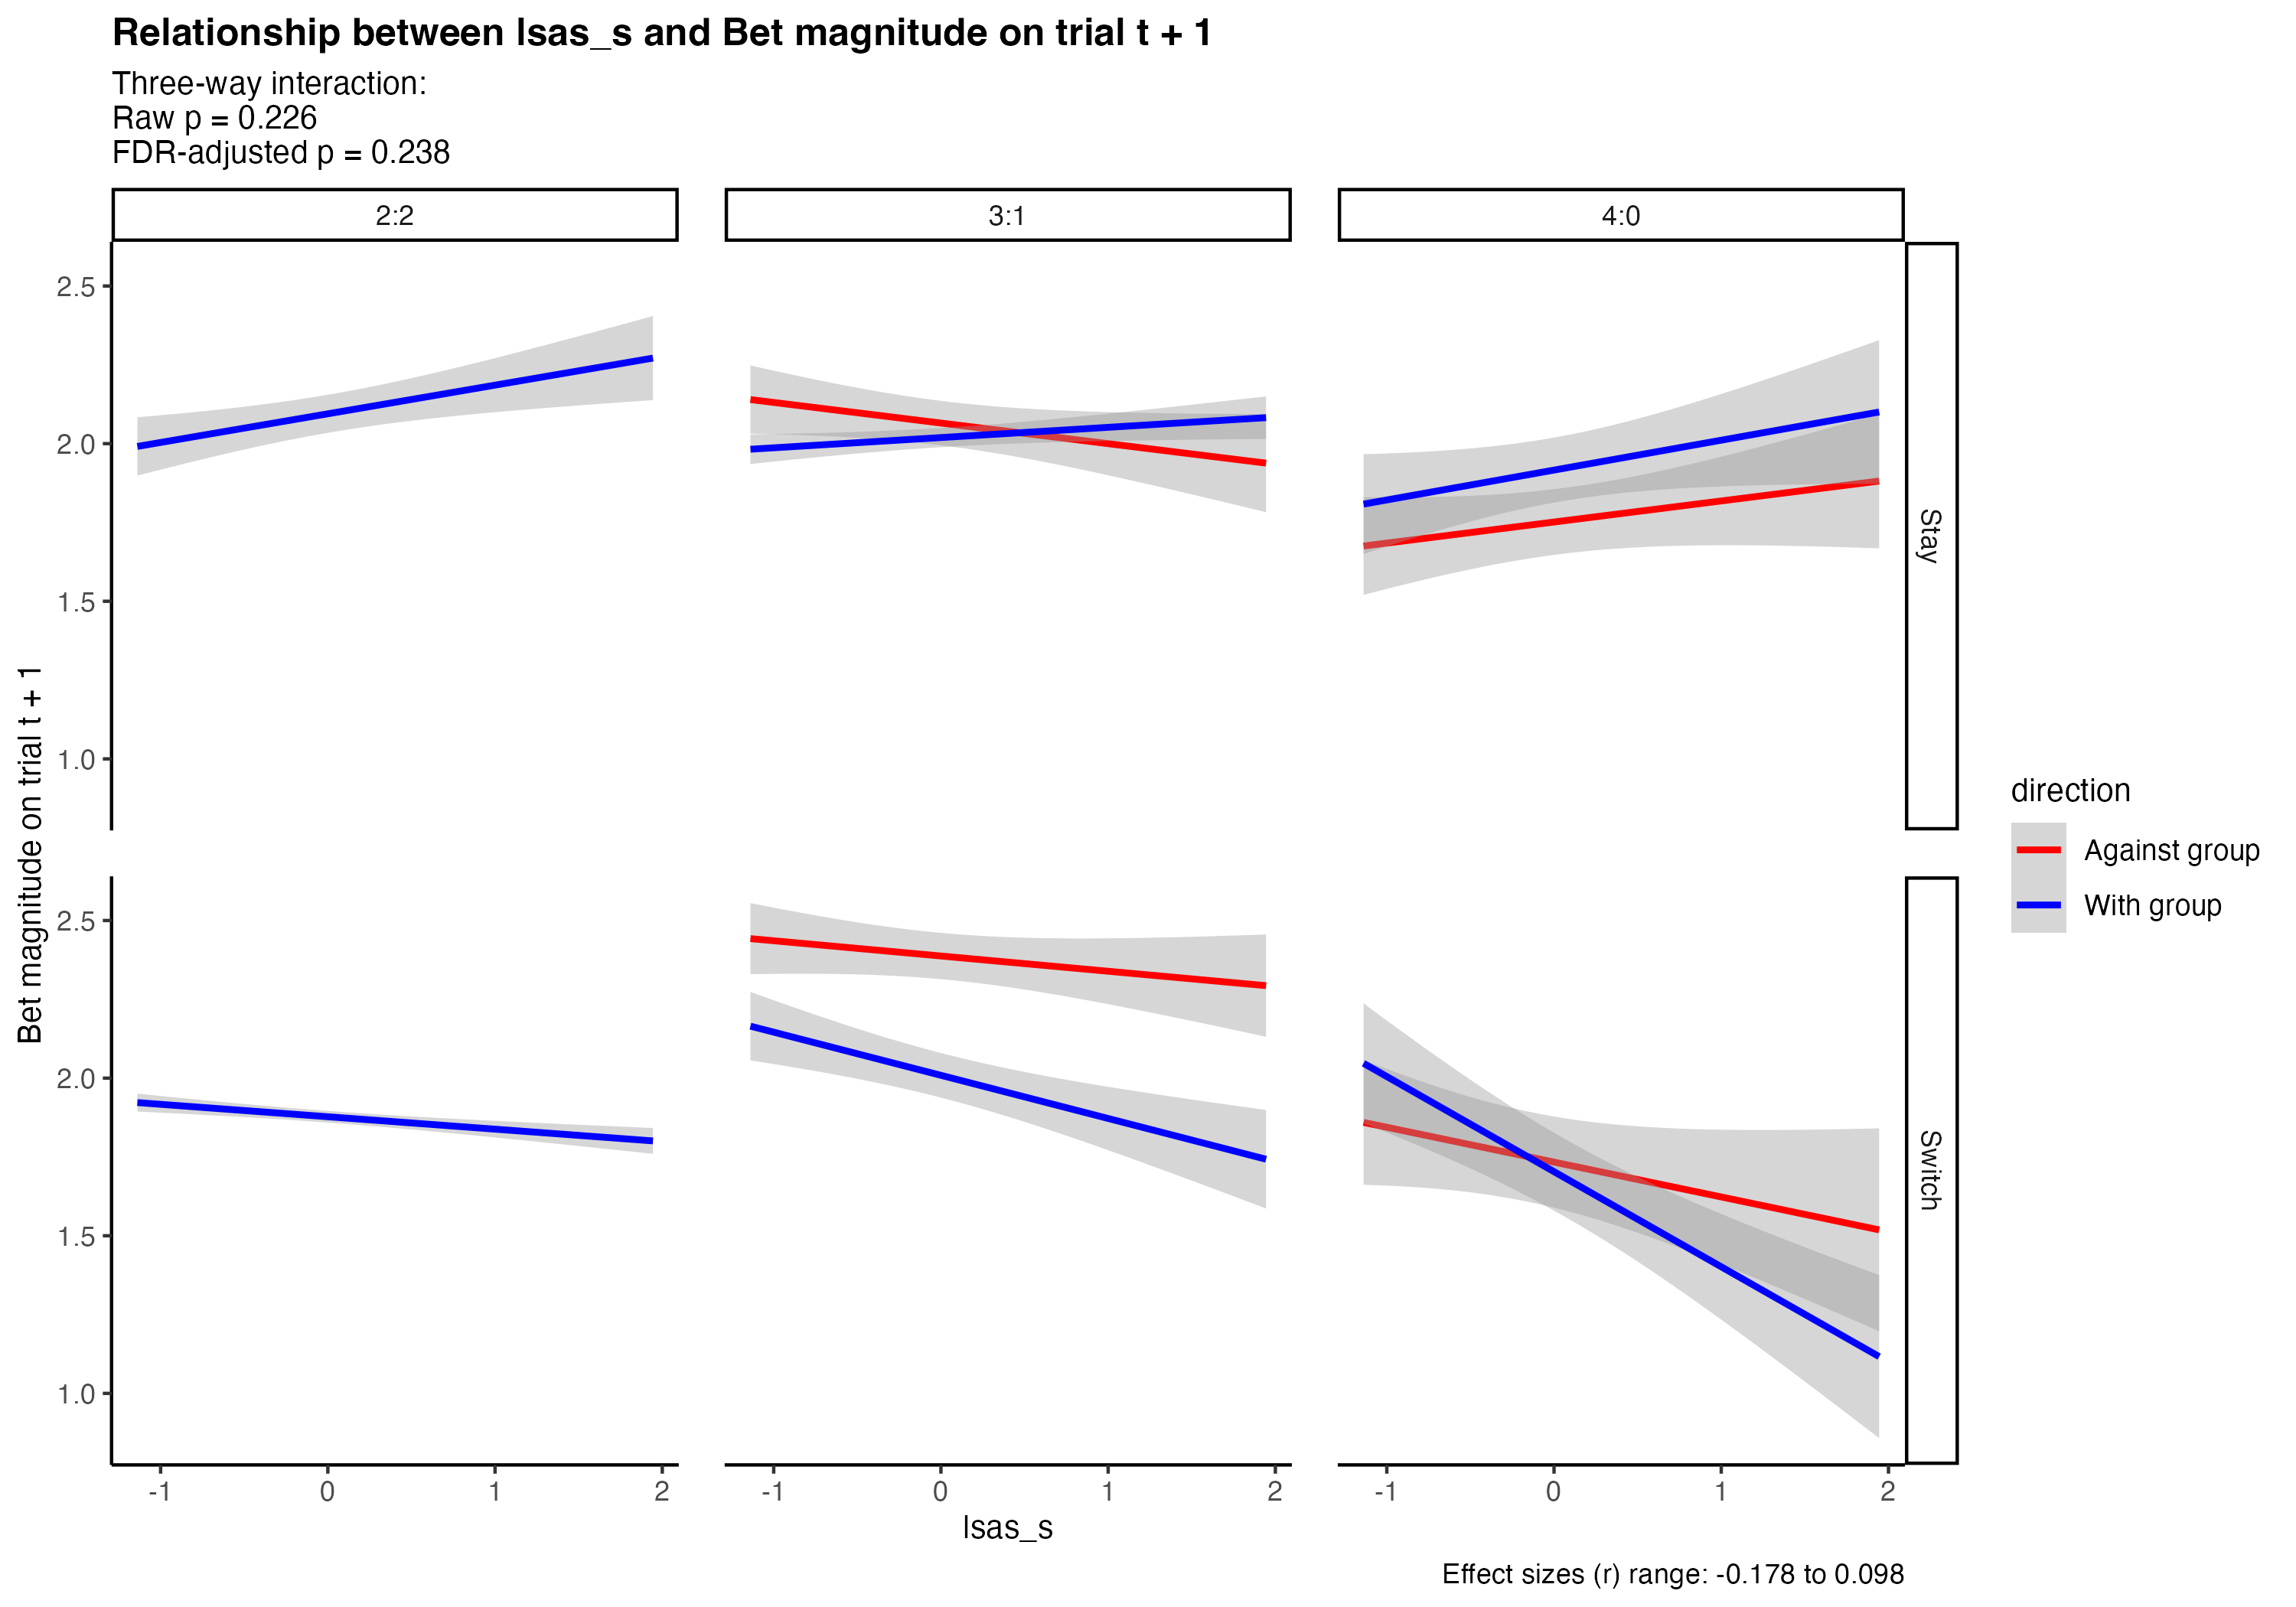 Relationship between lsas_s and Bet magnitude on trial t + 1
Three-way interaction:
Raw p = 0.226
FDR-adjusted p = 0.238
2:2
3:1
4:0
2.5
2.0
1.5
1.0
Stay
Bet magnitude on trial t + 1
direction
Against group
With group
2.5
2.0
1.5
1.0
Switch
-1
0
1
2
-1
0
1
2
-1
0
1
2
lsas_s
Effect sizes (r) range: -0.178 to 0.098